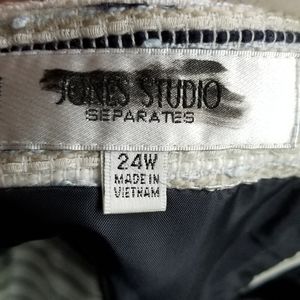 JONES STUDIO
SEPARATES
24W
MADE IN
VIETNAM